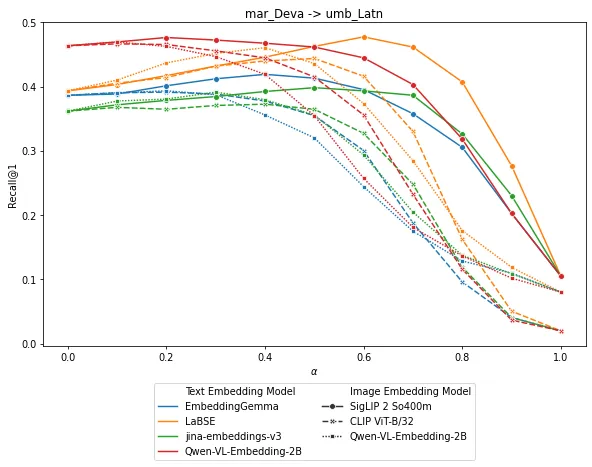 mar_Deva -> umb_Latn
Recall@1
0.5
0.4
0.3
0.2
0.1
0.0
0.0 0.2 0.4 0.6 0.8 1.0
α
Text Embedding Model
EmbeddingGemma
LaBSE
jina-embeddings-v3
Qwen-VL-Embedding-2B
Image Embedding Model
SigLIP 2 So400m
CLIP ViT-B/32
Qwen-VL-Embedding-2B